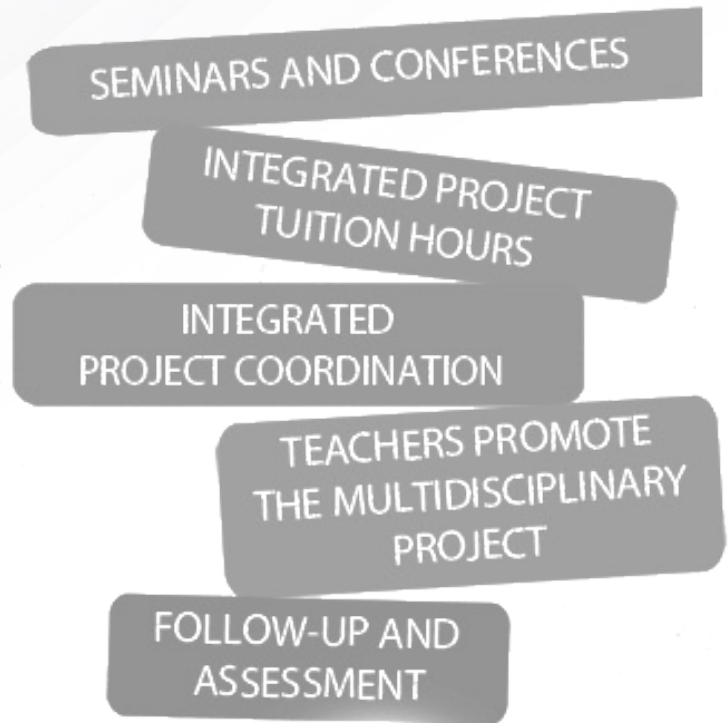 SEMINARS AND CONFERENCES
INTEGRATED PROJECT
TUITION HOURS
INTEGRATED
PROJECT COORDINATION
TEACHERS PROMOTE
THE MULTIDISCIPLINARY
PROJECT
FOLLOW-UP AND
ASSESSMENT